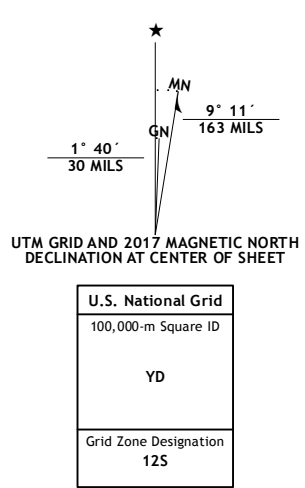 ★
MN
GN
9° 11´
163 MILS
1° 40´
30 MILS
UTM GRID AND 2017 MAGNETIC NORTH
DECLINATION AT CENTER OF SHEET
U.S. National Grid
100,000-m Square ID
YD
Grid Zone Designation
12S